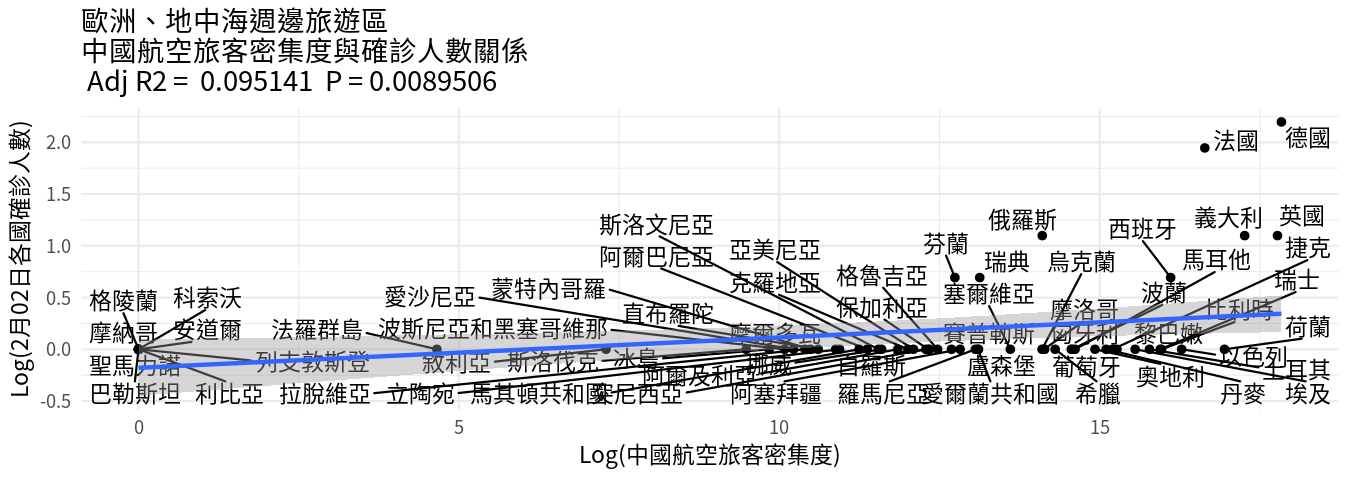 歐洲、地中海週邊旅遊區
中國航空旅客密集度與確診人數關係
Adj R2 = 0.095141 P = 0.0089506
Log(2月02日各國確診人數)
2.0
1.5
1.0
0.5
0.0
-0.5
法國
德國
斯洛文尼亞
俄羅斯
西班牙
義大利
英國
阿爾巴尼亞
亞美尼亞
芬蘭
瑞典
烏克蘭
馬耳他
捷克
格陵蘭
科索沃
愛沙尼亞
蒙特內哥羅
克羅地亞
格魯吉亞
塞爾維亞
波蘭
瑞士
摩納哥
安道爾
法羅群島
波斯尼亞和黑塞哥維那
直布羅陀
摩爾多瓦
保加利亞
賽普勒斯
摩洛哥
匈牙利
黎巴嫩
比利時
荷蘭
聖馬力諾
列支敦斯登
敘利亞
斯洛伐克
冰島
挪威
阿爾及利亞
白羅斯
盧森堡
葡萄牙
奧地利
以色列
土耳其
巴勒斯坦
利比亞
拉脫維亞
立陶宛
馬其頓共和國
突尼西亞
阿塞拜疆
羅馬尼亞
愛爾蘭共和國
希臘
丹麥
埃及
0
5
10
15
Log(中國航空旅客密集度)